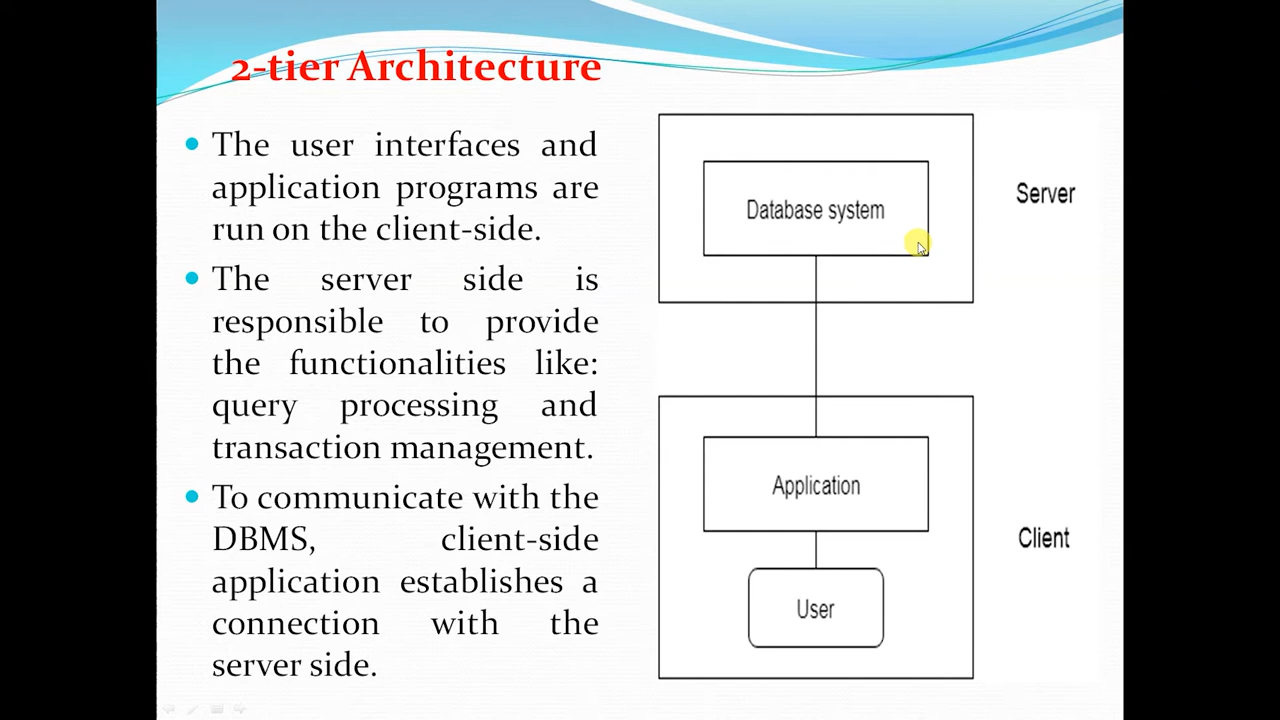 2-tier Architecture
The user interfaces and
application programs are
run on the client-side.
The server side is
responsible to provide
the functionalities like:
query processing and
transaction management.
To communicate with the
DBMS, client-side
application establishes a
connection with the
server side.
Database system
Server
Application
Client
User